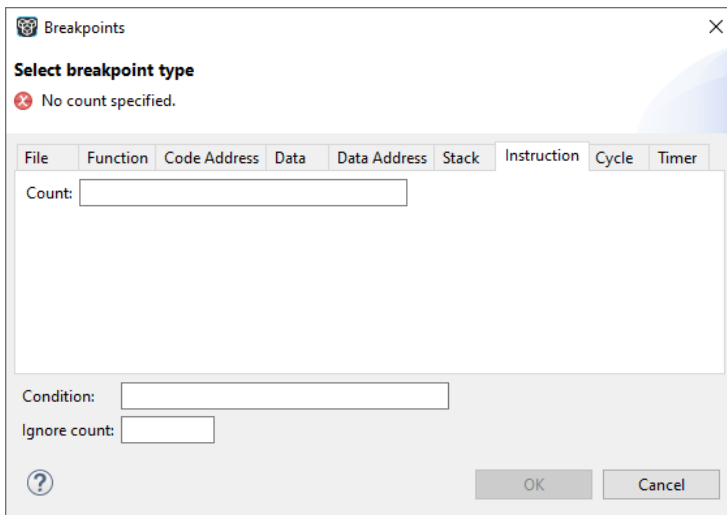 Breakpoints
Select breakpoint type
No count specified.
File Function Code Address Data Data Address Stack Instruction Cycle Timer
Count:
Condition:
Ignore count:
?
OK Cancel